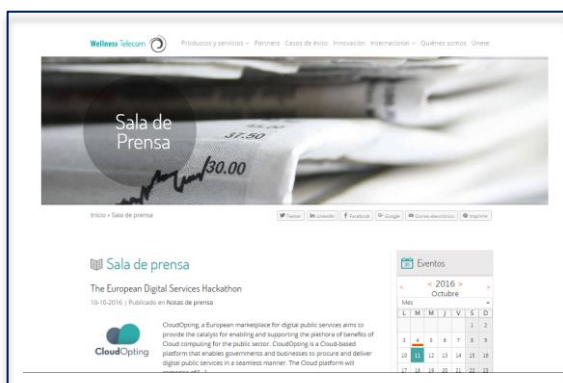 Wellness Telecom
Productos y servicios Partners Casos de éxito Innovación Internacional Quiénes somos Únete
Sala de
Prensa
37.50
30.00
Inicio » Sala de prensa
Twitter LinkedIn Facebook Google Correo electrónico Imprimir
Sala de prensa
The European Digital Services Hackathon
10-10-2016 | Publicado en Notas de prensa
CloudOpting, a European marketplace for digital public services aims to
provide the catalyst for enabling and supporting the plethora of benefits of
Cloud computing for the public sector. CloudOpting is a Cloud-based
platform that enables governments and businesses to procure and deliver
digital public services in a seamless manner. The Cloud platform will
CloudOpting
Eventos
< 2016 >
Octubre
Mes
L M M J V S D
1 2
3 4 5 6 7 8 9
10 11 12 13 14 15 16
17 18 19 20 21 22 23